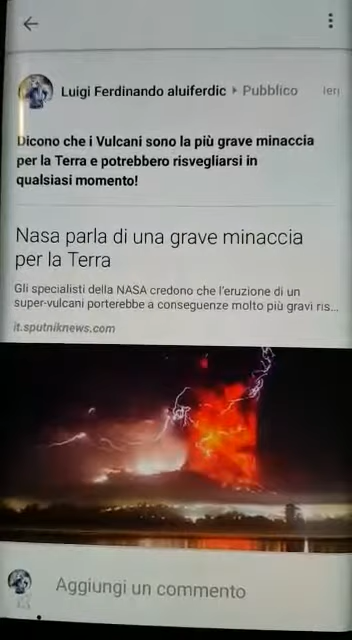 Luigi Ferdinando aluiferdic ▸ Pubblico ieri
Dicono che i Vulcani sono la più grave minaccia
per la Terra e potrebbero risvegliarsi in
qualsiasi momento!
Nasa parla di una grave minaccia
per la Terra
Gli specialisti della NASA credono che l'eruzione di un
super-vulcani porterebbe a conseguenze molto più gravi ris...
it.sputniknews.com
Aggiungi un commento